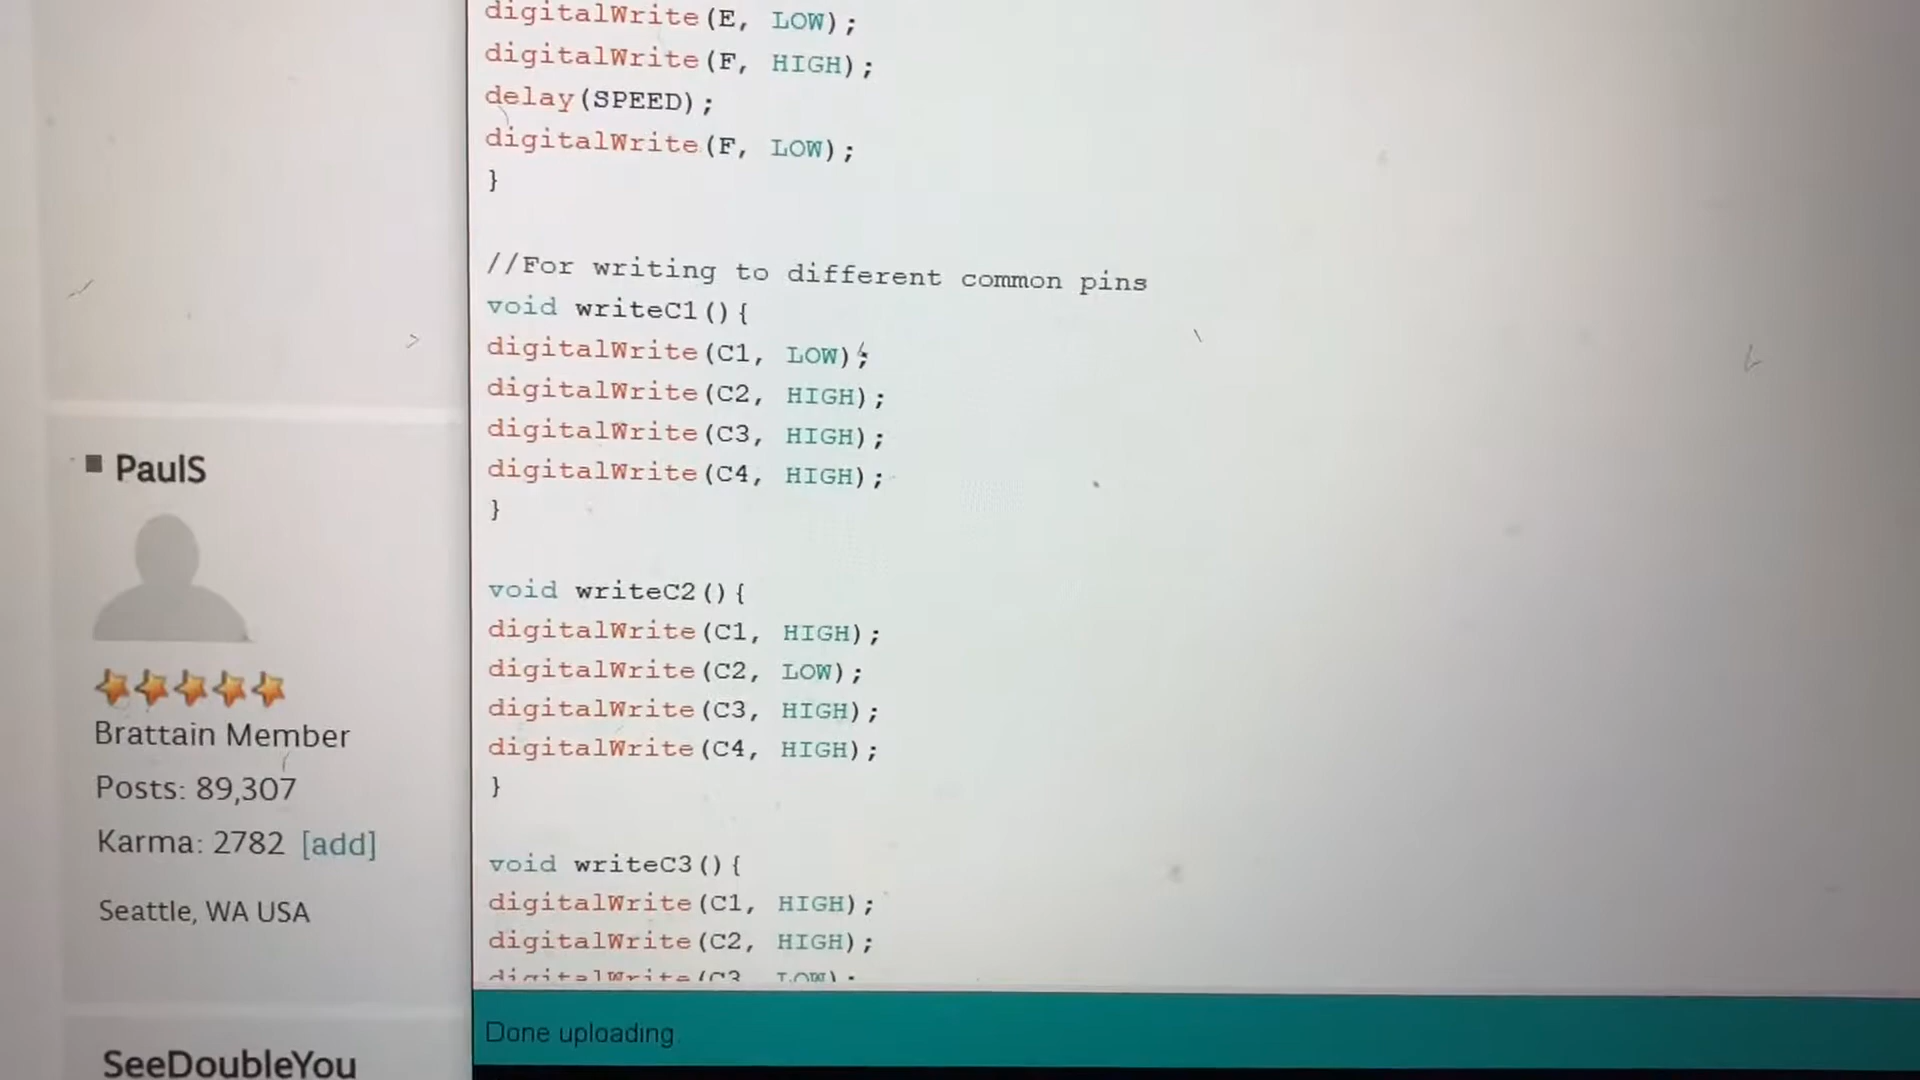 digitalWrite(E, LOW);
digitalWrite(F, HIGH);
delay(SPEED);
digitalWrite(F, LOW);
}
//For writing to different common pins
void writeC1(){
digitalWrite(C1, LOW);
digitalWrite(C2, HIGH);
digitalWrite(C3, HIGH);
digitalWrite(C4, HIGH);
}
void writeC2(){
digitalWrite(C1, HIGH);
digitalWrite(C2, LOW);
digitalWrite(C3, HIGH);
digitalWrite(C4, HIGH);
}
void writeC3(){
digitalWrite(C1, HIGH);
digitalWrite(C2, HIGH);
digitalWrite(C3, LOW);
Done uploading
PaulS
Brattain Member
Posts: 89,307
Karma: 2782 [add]
Seattle, WA USA
SeeDoubleYou